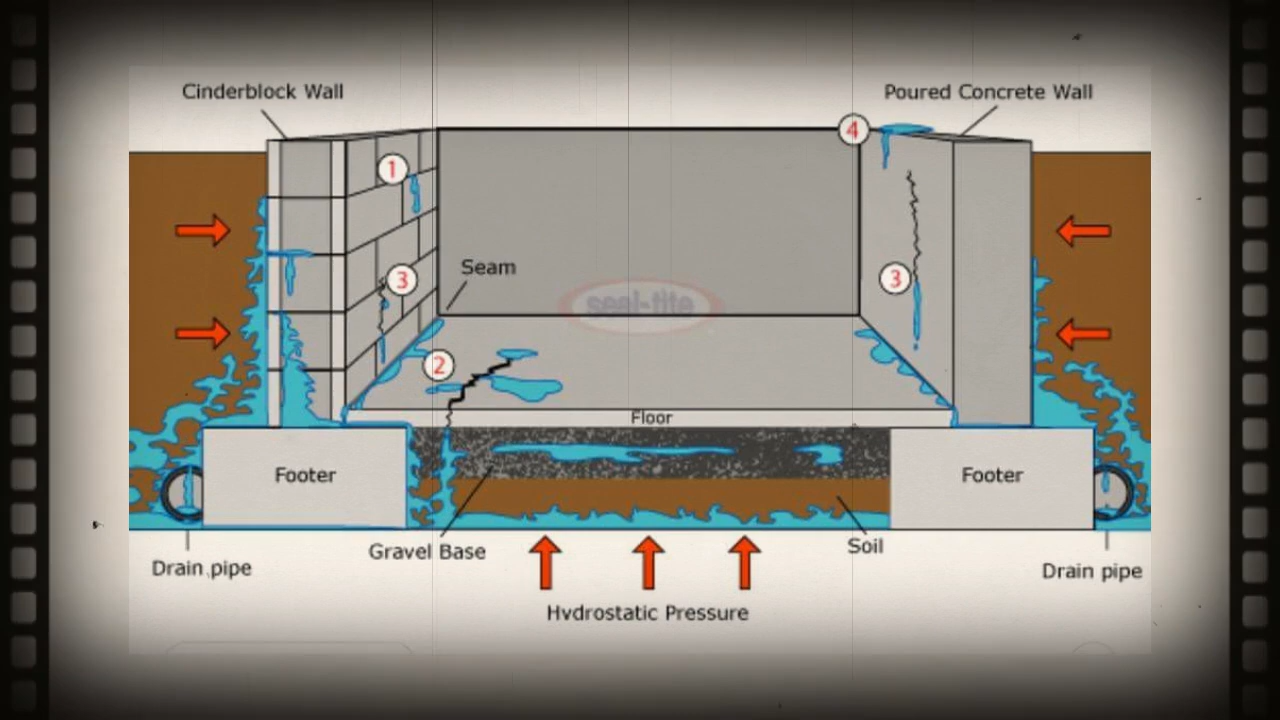 Cinderblock Wall
Poured Concrete Wall
4
1
Seam
3
3
seal-tite
2
Floor
Footer
Footer
Gravel Base
Soil
Drain pipe
Drain pipe
Hydrostatic Pressure